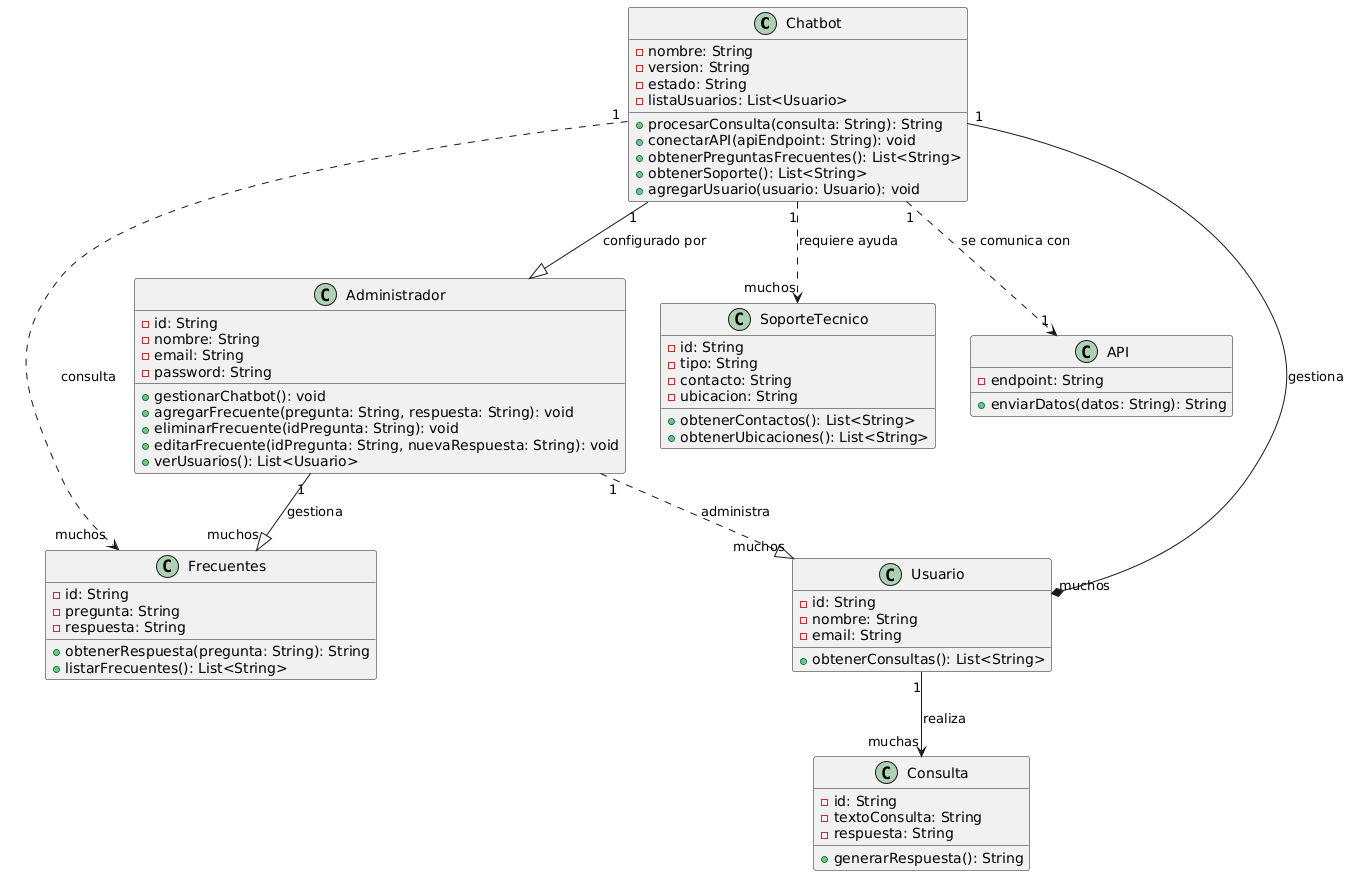 C Chatbot
nombre: String
version: String
estado: String
listaUsuarios: List<Usuario>
procesarConsulta(consulta: String): String
conectarAPI(apiEndpoint: String): void
obtenerPreguntasFrecuentes(): List<String>
obtenerSoporte(): List<String>
agregarUsuario(usuario: Usuario): void
1
1
1
1
1
configurado por
requiere ayuda
se comunica con
consulta
gestiona
muchos
1
C Administrador
id: String
nombre: String
email: String
password: String
gestionarChatbot(): void
agregarFrecuente(pregunta: String, respuesta: String): void
eliminarFrecuente(idPregunta: String): void
editarFrecuente(idPregunta: String, nuevaRespuesta: String): void
verUsuarios(): List<Usuario>
C SoporteTecnico
id: String
tipo: String
contacto: String
ubicacion: String
obtenerContactos(): List<String>
obtenerUbicaciones(): List<String>
C API
endpoint: String
enviarDatos(datos: String): String
1
1
gestiona
administra
muchos
muchos
muchos
muchos
C Frecuentes
id: String
pregunta: String
respuesta: String
obtenerRespuesta(pregunta: String): String
listarFrecuentes(): List<String>
C Usuario
id: String
nombre: String
email: String
obtenerConsultas(): List<String>
1
realiza
muchas
C Consulta
id: String
textoConsulta: String
respuesta: String
generarRespuesta(): String